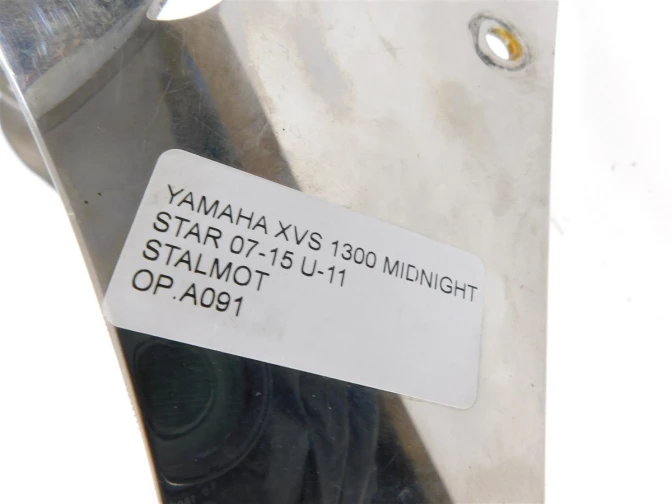 YAMAHA XVS 1300 MIDNIGHT
STAR 07-15 U-11
STALMOT
OP.A091